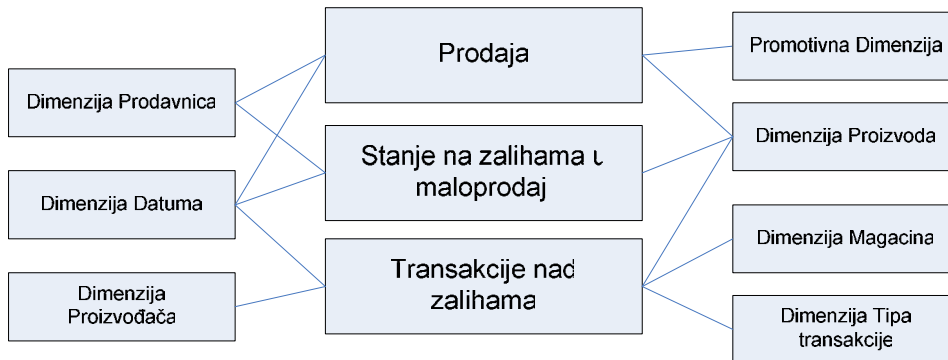 Dimenzija Prodavnica
Dimenzija Datuma
Dimenzija
Proizvođača
Prodaja
Stanje na zalihama u
maloprodaj
Transakcije nad
zalihama
Promotivna Dimenzija
Dimenzija Proizvoda
Dimenzija Magacina
Dimenzija Tipa
transakcije